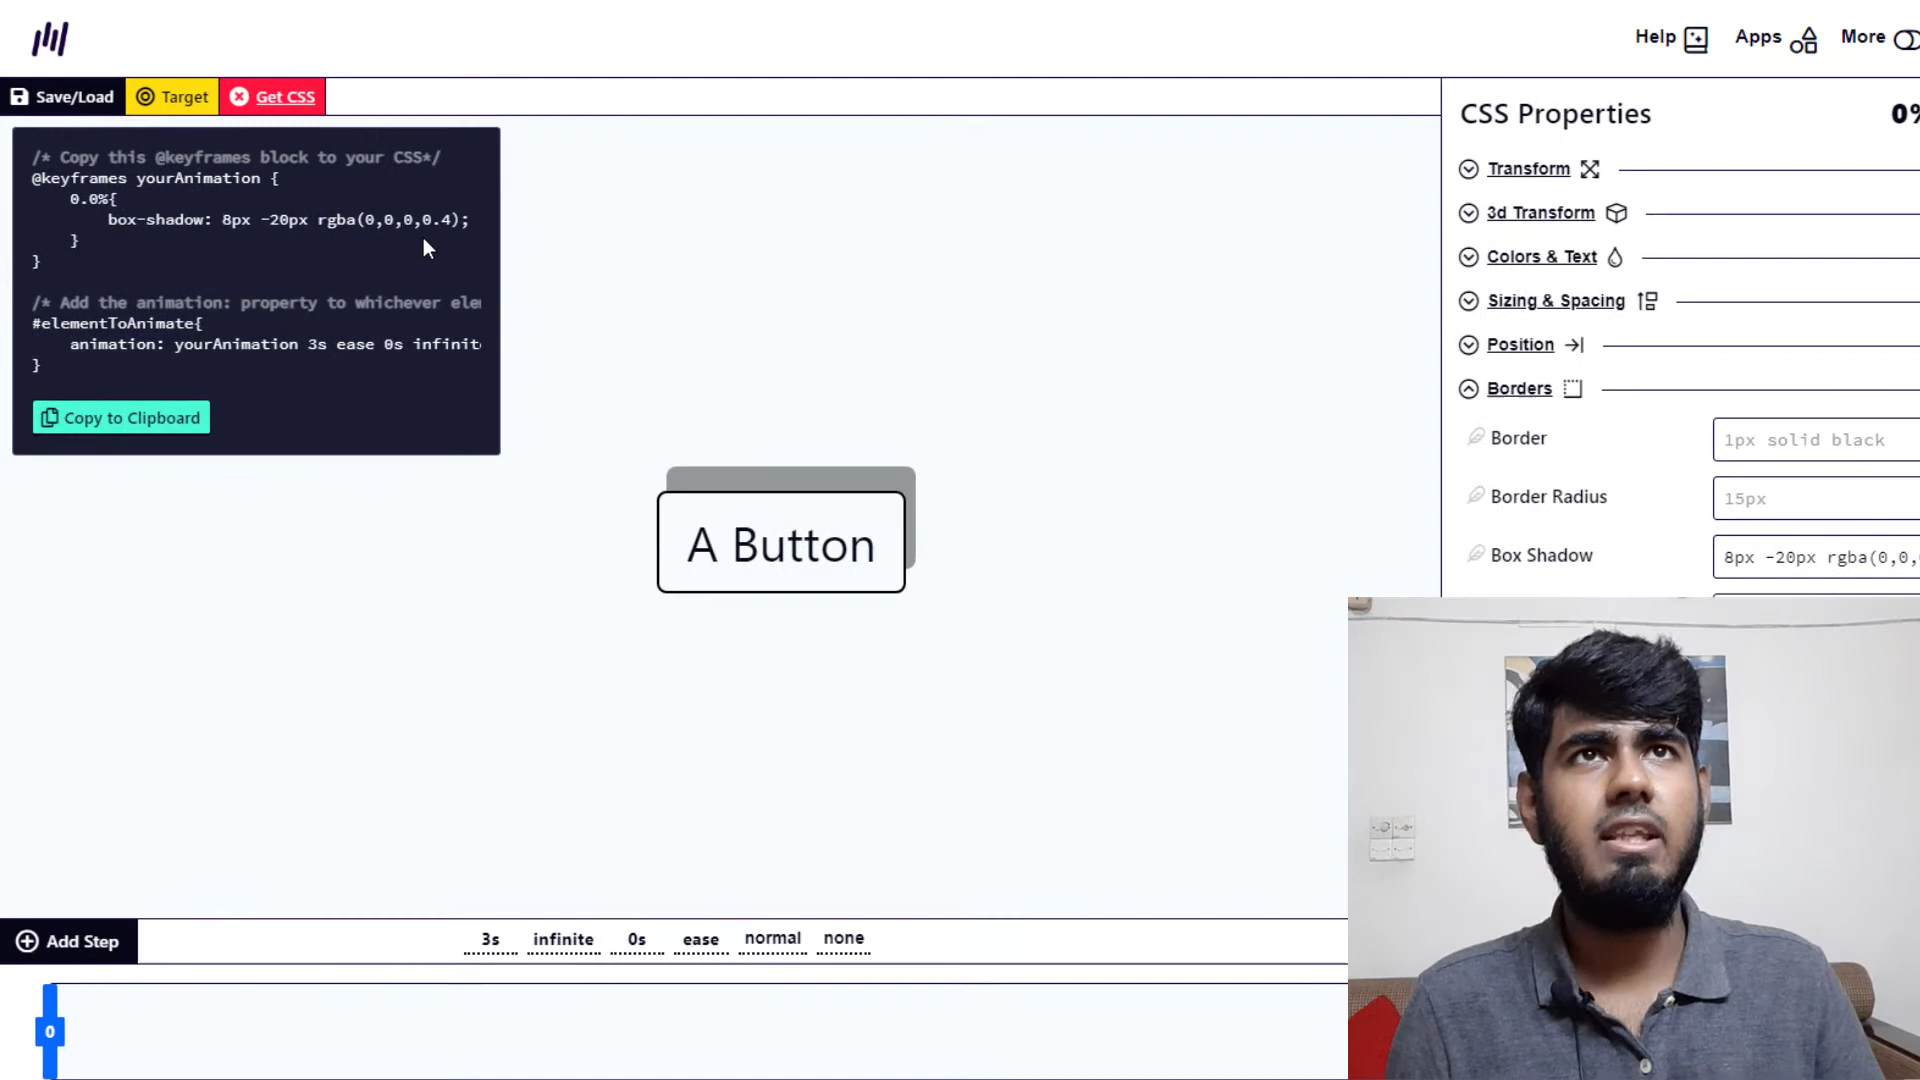 Help
Apps
More
Save/Load
Target
Get CSS
/* Copy this @keyframes block to your CSS*/
@keyframes yourAnimation {
0.0%{
box-shadow: 8px -20px rgba(0,0,0,0.4);
}
}
/* Add the animation: property to whichever
#elementToAnimate{
animation: yourAnimation 3s ease 0s infinite
}
Copy to Clipboard
A Button
CSS Properties
0%
Transform
3d Transform
Colors & Text
Sizing & Spacing
Position
Borders
Border
1px solid black
Border Radius
15px
Box Shadow
8px -20px rgba(0,0,
Add Step
3s
infinite
0s
ease
normal
none
0